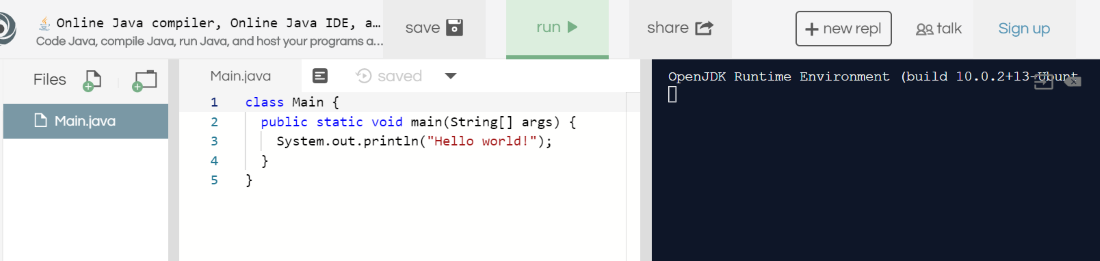 Online Java compiler, Online Java IDE, a...
Code Java, compile Java, run Java, and host your programs a...
save
run
share
+ new repl
talk
Sign up
Files
Main.java
saved
Main.java
1 class Main {
2 public static void main(String[] args) {
3 System.out.println("Hello world!");
4 }
5 }
OpenJDK Runtime Environment (build 10.0.2+13-Ubunt